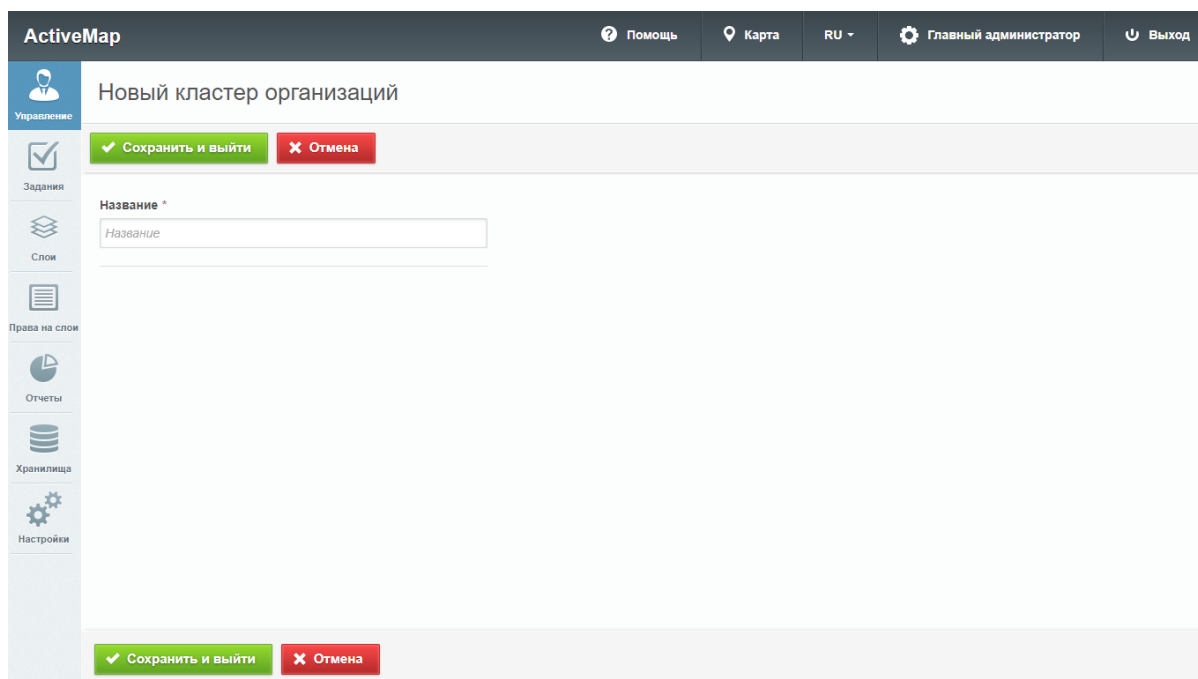 ActiveMap
Помощь
Карта
RU
Главный администратор
Выход
Управление
Новый кластер организаций
Сохранить и выйти
Отмена
Задания
Название *
Название
Слои
Права на слои
Отчеты
Хранилища
Настройки
Сохранить и выйти
Отмена